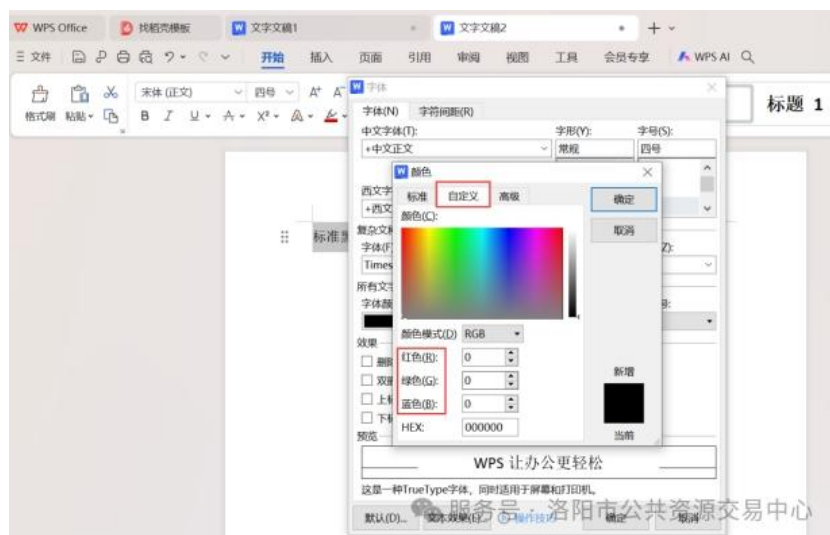 WPS Office 找稻壳模板 文字文稿1 文字文稿2
文件 开始 插入 页面 引用 审阅 视图 工具 会员专享 WPS AI
格式刷 粘贴 宋体 (正文) 四号 A⁺ A⁻ 标题 1
B I U A X² A
字体
字体(N) 字符间距(R)
中文字体(T): 字形(Y): 字号(S):
+中文正文 常规 四号
颜色
西文字
标准 自定义 高级 确定
+西文
颜色(C):
取消
标准
字体(F Z):
Times
所有文字
字体颜
颜色模式(D) RGB
效果
红色(R): 0
新增
双 绿色(G): 0
上标 蓝色(B): 0
下标 HEX: 000000 当前
预览
WPS 让办公更轻松
这是一种TrueType字体，同时适用于屏幕和打印机。
默认(D)... 文本效果(E) 操作技巧 确定 取消
服务号 · 洛阳市公共资源交易中心